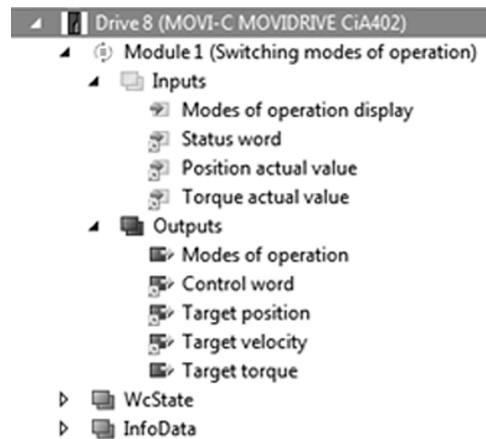 Drive 8 (MOVI-C MOVIDRIVE CiA402)
Module 1 (Switching modes of operation)
Inputs
Modes of operation display
Status word
Position actual value
Torque actual value
Outputs
Modes of operation
Control word
Target position
Target velocity
Target torque
WcState
InfoData